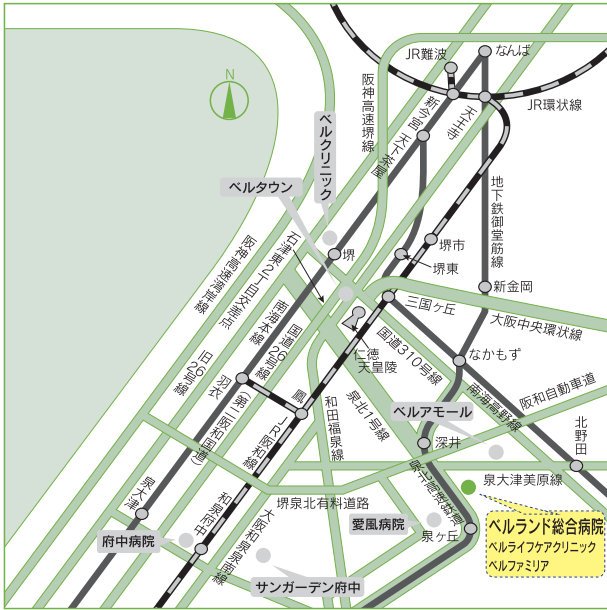 なんば
JR難波
JR環状線
N
阪神高速堺線
新今宮
天王寺
天下茶屋
ベルクリニック
ベルタウン
地下鉄御堂筋線
堺市
堺東
堺
新金岡
三国ヶ丘
大阪中央環状線
石津東2丁目交差点
阪神高速湾岸線
南海本線
国道26号線
(第二阪和国道)
旧26号線
仁徳
天皇陵
国道310号線
なかもず
南海高野線
阪和自動車道
羽衣
鳳
JR阪和線
和田福泉線
泉北1号線
ベルアモール
深井
北野田
泉大津美原線
泉北高速鉄道
堺泉北有料道路
泉大津
和泉府中
大阪和泉泉南線
府中病院
愛風病院
泉ヶ丘
サンガーデン府中
ベルランド総合病院
ベルライフケアクリニック
ベルファミリア